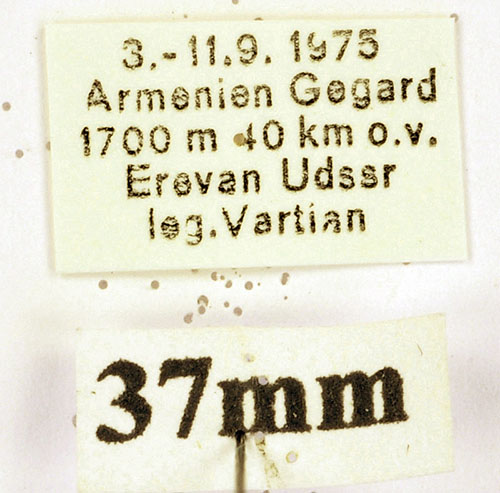 3.-11.9. 1975
Armenien Gegard
1700 m 40 km o.v.
Erevan Udssr
leg.Vartian
37mm